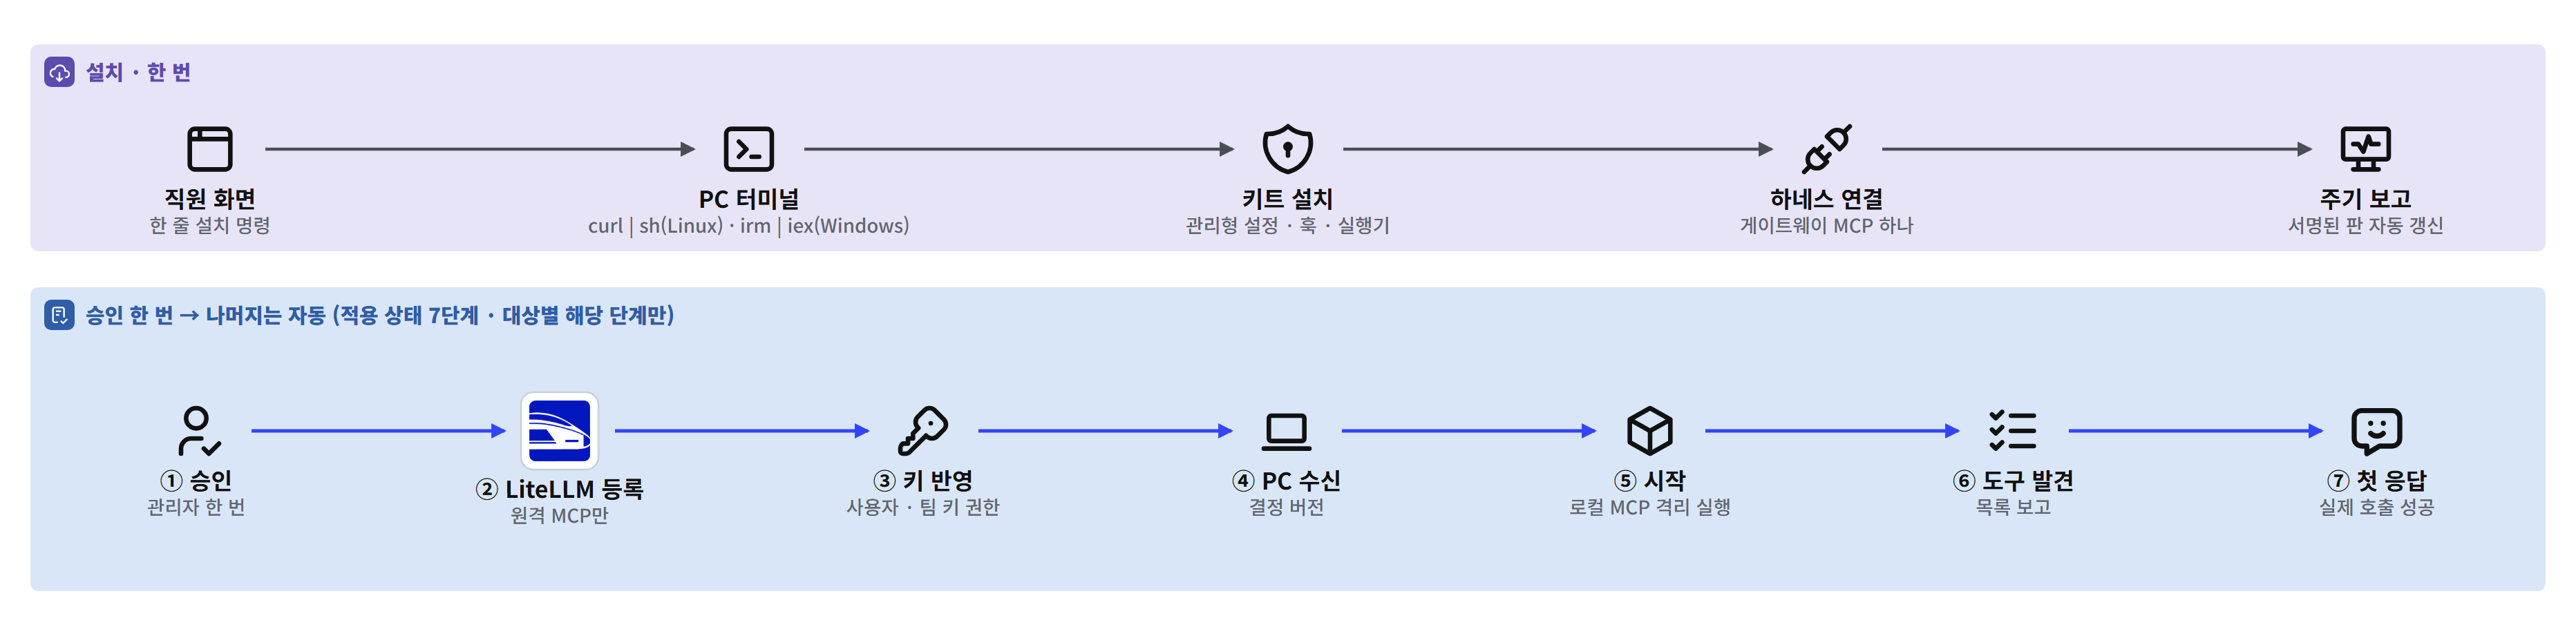 설치 · 한 번
직원 화면
한 줄 설치 명령
PC 터미널
curl | sh(Linux) · irm | iex(Windows)
키트 설치
관리형 설정 · 훅 · 실행기
하네스 연결
게이트웨이 MCP 하나
주기 보고
서명된 판 자동 갱신
승인 한 번 → 나머지는 자동 (적용 상태 7단계 · 대상별 해당 단계만)
① 승인
관리자 한 번
② LiteLLM 등록
원격 MCP만
③ 키 반영
사용자 · 팀 키 권한
④ PC 수신
결정 버전
⑤ 시작
로컬 MCP 격리 실행
⑥ 도구 발견
목록 보고
⑦ 첫 응답
실제 호출 성공